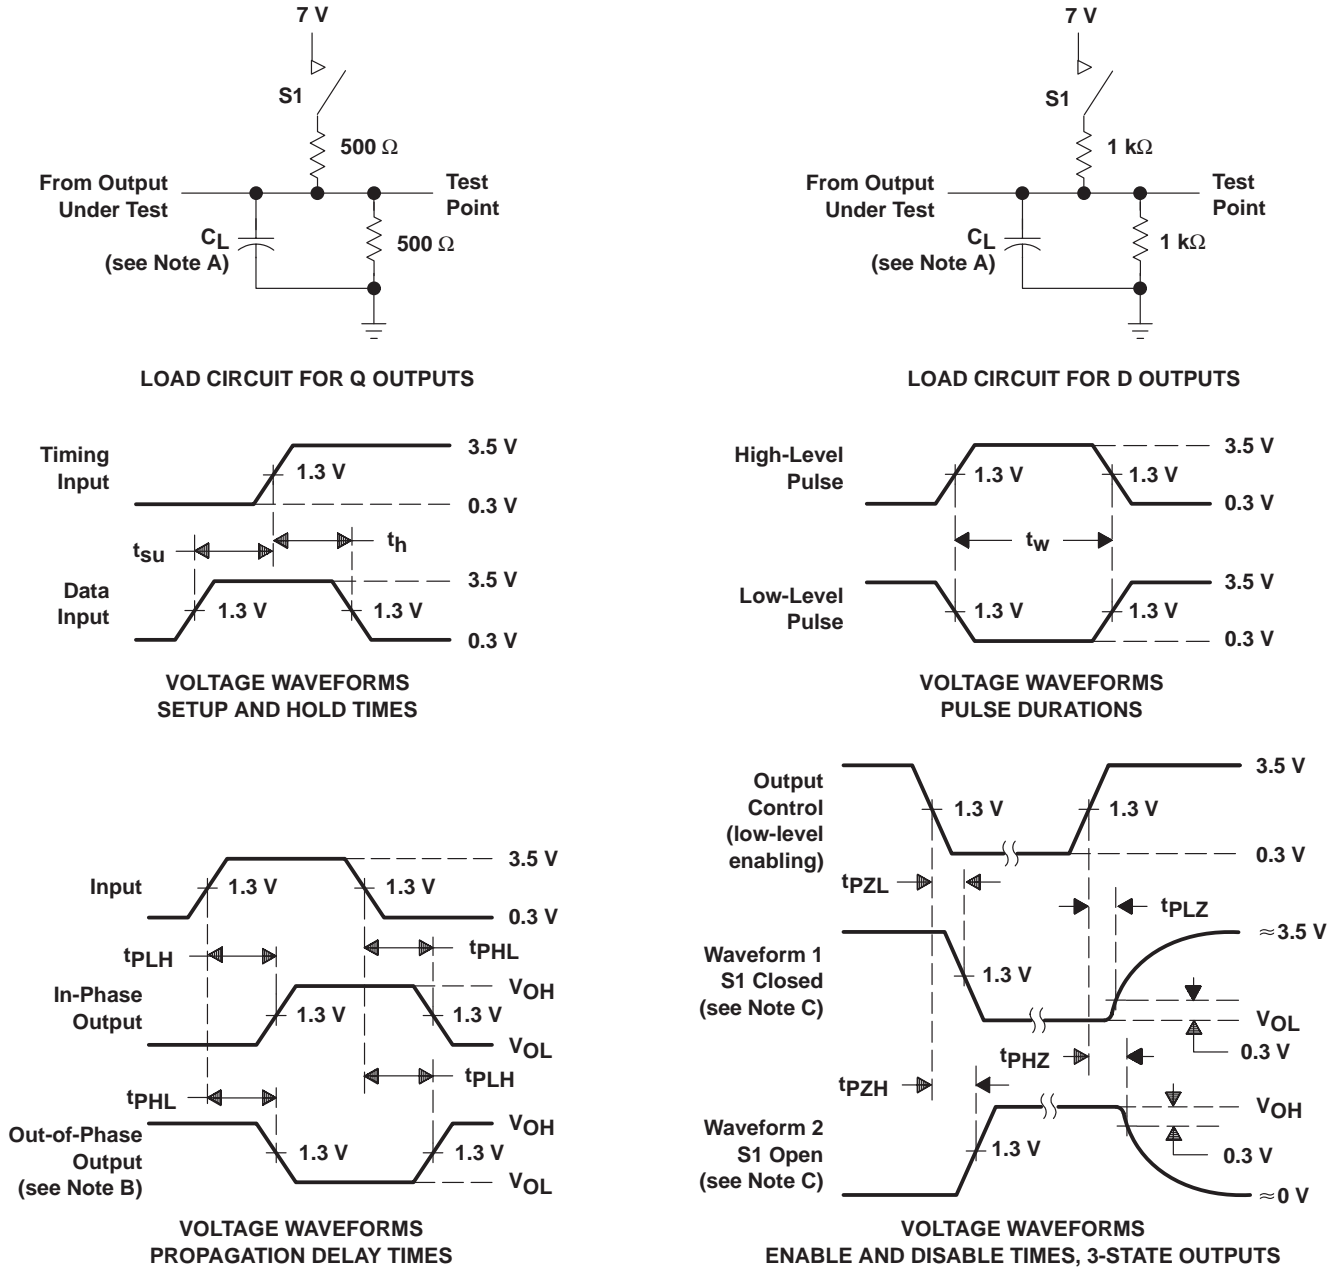 7 V
S1
500 Ω
From Output
Under Test
Test
Point
CL
(see Note A)
500 Ω
LOAD CIRCUIT FOR Q OUTPUTS
7 V
S1
1 kΩ
From Output
Under Test
Test
Point
CL
(see Note A)
1 kΩ
LOAD CIRCUIT FOR D OUTPUTS
Timing
Input
3.5 V
1.3 V
0.3 V
tsu
th
Data
Input
3.5 V
1.3 V
1.3 V
0.3 V
VOLTAGE WAVEFORMS
SETUP AND HOLD TIMES
High-Level
Pulse
3.5 V
1.3 V
1.3 V
0.3 V
tw
Low-Level
Pulse
3.5 V
1.3 V
1.3 V
0.3 V
VOLTAGE WAVEFORMS
PULSE DURATIONS
Input
3.5 V
1.3 V
1.3 V
0.3 V
tPLH
tPHL
In-Phase
Output
VOH
1.3 V
1.3 V
VOL
tPHL
tPLH
Out-of-Phase
Output
(see Note B)
VOH
1.3 V
1.3 V
VOL
VOLTAGE WAVEFORMS
PROPAGATION DELAY TIMES
Output
Control
(low-level
enabling)
3.5 V
1.3 V
1.3 V
0.3 V
tPZL
tPLZ
Waveform 1
S1 Closed
(see Note C)
≈3.5 V
1.3 V
VOL
0.3 V
tPHZ
tPZH
Waveform 2
S1 Open
(see Note C)
VOH
1.3 V
0.3 V
≈0 V
VOLTAGE WAVEFORMS
ENABLE AND DISABLE TIMES, 3-STATE OUTPUTS